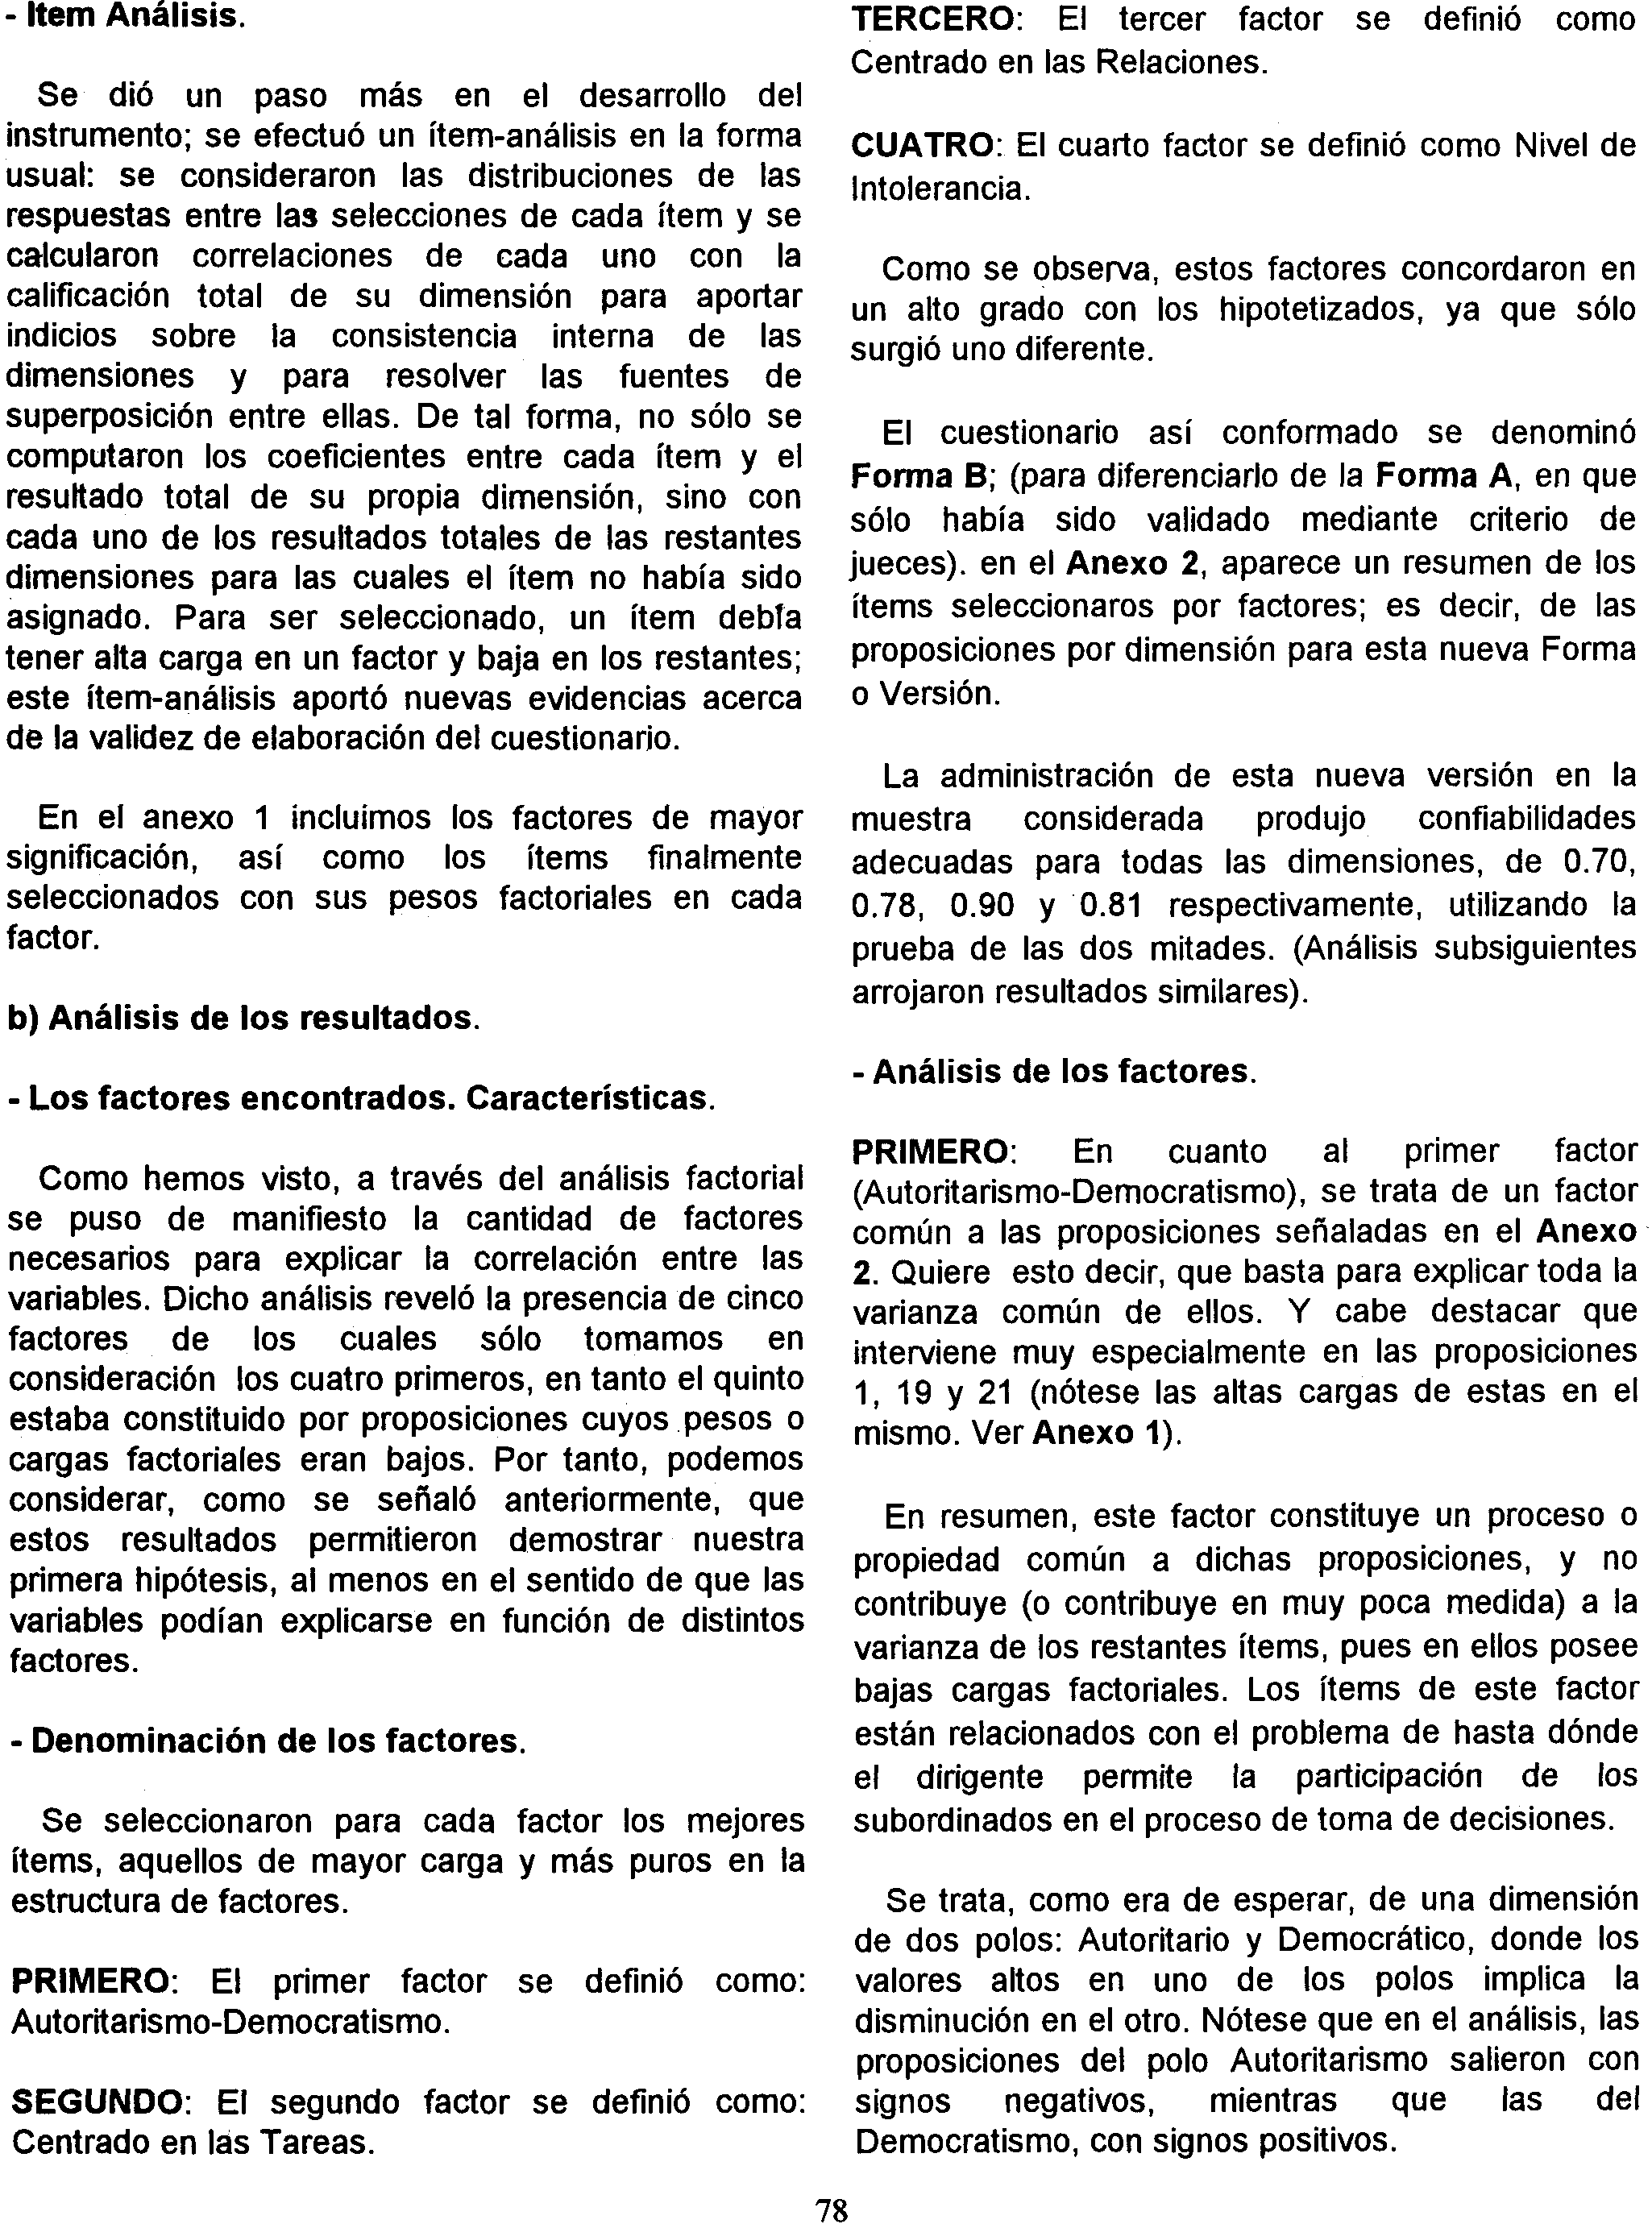 - Item Análisis.
Se dió un paso más en el desarrollo del
instrumento; se efectuó un ítem-análisis en la forma
usual: se consideraron las distribuciones de las
respuestas entre las selecciones de cada ítem y se
calcularon correlaciones de cada uno con la
calificación total de su dimensión para aportar
indicios sobre la consistencia interna de las
dimensiones y para resolver las fuentes de
superposición entre ellas. De tal forma, no sólo se
computaron los coeficientes entre cada ítem y el
resultado total de su propia dimensión, sino con
cada uno de los resultados totales de las restantes
dimensiones para las cuales el ítem no había sido
asignado. Para ser seleccionado, un ítem debía
tener alta carga en un factor y baja en los restantes;
este ítem-análisis aportó nuevas evidencias acerca
de la validez de elaboración del cuestionario.
En el anexo 1 incluimos los factores de mayor
significación, así como los ítems finalmente
seleccionados con sus pesos factoriales en cada
factor.
b) Análisis de los resultados.
- Los factores encontrados. Características.
Como hemos visto, a través del análisis factorial
se puso de manifiesto la cantidad de factores
necesarios para explicar la correlación entre las
variables. Dicho análisis reveló la presencia de cinco
factores de los cuales sólo tomamos en
consideración los cuatro primeros, en tanto el quinto
estaba constituido por proposiciones cuyos pesos o
cargas factoriales eran bajos. Por tanto, podemos
considerar, como se señaló anteriormente, que
estos resultados permitieron demostrar nuestra
primera hipótesis, al menos en el sentido de que las
variables podían explicarse en función de distintos
factores.
- Denominación de los factores.
Se seleccionaron para cada factor los mejores
ítems, aquellos de mayor carga y más puros en la
estructura de factores.
PRIMERO: El primer factor se definió como:
Autoritarismo-Democratismo.
SEGUNDO: El segundo factor se definió como:
Centrado en las Tareas.
TERCERO: El tercer factor se definió como
Centrado en las Relaciones.
CUATRO: El cuarto factor se definió como Nivel de
Intolerancia.
Como se observa, estos factores concordaron en
un alto grado con los hipotetizados, ya que sólo
surgió uno diferente.
El cuestionario así conformado se denominó
Forma B; (para diferenciarlo de la Forma A, en que
sólo había sido validado mediante criterio de
jueces). en el Anexo 2, aparece un resumen de los
ítems seleccionaros por factores; es decir, de las
proposiciones por dimensión para esta nueva Forma
o Versión.
La administración de esta nueva versión en la
muestra considerada produjo confiabilidades
adecuadas para todas las dimensiones, de 0.70,
0.78, 0.90 y 0.81 respectivamente, utilizando la
prueba de las dos mitades. (Análisis subsiguientes
arrojaron resultados similares).
- Análisis de los factores.
PRIMERO: En cuanto al primer factor
(Autoritarismo-Democratismo), se trata de un factor
común a las proposiciones señaladas en el Anexo
2. Quiere esto decir, que basta para explicar toda la
varianza común de ellos. Y cabe destacar que
interviene muy especialmente en las proposiciones
1, 19 y 21 (nótese las altas cargas de estas en el
mismo. Ver Anexo 1).
En resumen, este factor constituye un proceso o
propiedad común a dichas proposiciones, y no
contribuye (o contribuye en muy poca medida) a la
varianza de los restantes ítems, pues en ellos posee
bajas cargas factoriales. Los ítems de este factor
están relacionados con el problema de hasta dónde
el dirigente permite la participación de los
subordinados en el proceso de toma de decisiones.
Se trata, como era de esperar, de una dimensión
de dos polos: Autoritario y Democrático, donde los
valores altos en uno de los polos implica la
disminución en el otro. Nótese que en el análisis, las
proposiciones del polo Autoritarismo salieron con
signos negativos, mientras que las del
Democratismo, con signos positivos.
78